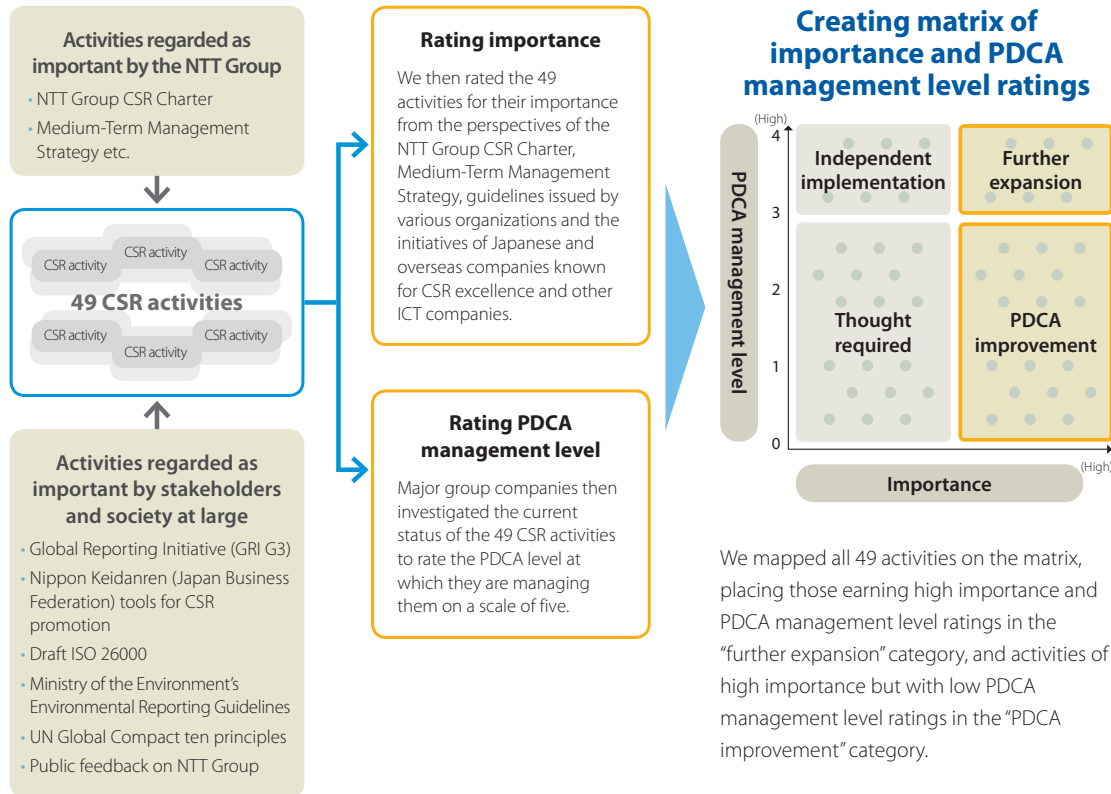 Activities regarded as
important by the NTT Group
• NTT Group CSR Charter
• Medium-Term Management
Strategy etc.
CSR activity
CSR activity
CSR activity
49 CSR activities
CSR activity
CSR activity
CSR activity
Activities regarded as
important by stakeholders
and society at large
• Global Reporting Initiative (GRI G3)
• Nippon Keidanren (Japan Business
Federation) tools for CSR
promotion
• Draft ISO 26000
• Ministry of the Environment’s
Environmental Reporting Guidelines
• UN Global Compact ten principles
• Public feedback on NTT Group
Rating importance
We then rated the 49
activities for their importance
from the perspectives of the
NTT Group CSR Charter,
Medium-Term Management
Strategy, guidelines issued by
various organizations and the
initiatives of Japanese and
overseas companies known
for CSR excellence and other
ICT companies.
Rating PDCA
management level
Major group companies then
investigated the current
status of the 49 CSR activities
to rate the PDCA level at
which they are managing
them on a scale of five.
Creating matrix of
importance and PDCA
management level ratings
(High)
4
3
2
1
0
PDCA management level
Independent
implementation
Further
expansion
Thought
required
PDCA
improvement
(High)
Importance
We mapped all 49 activities on the matrix,
placing those earning high importance and
PDCA management level ratings in the
“further expansion” category, and activities of
high importance but with low PDCA
management level ratings in the “PDCA
improvement” category.